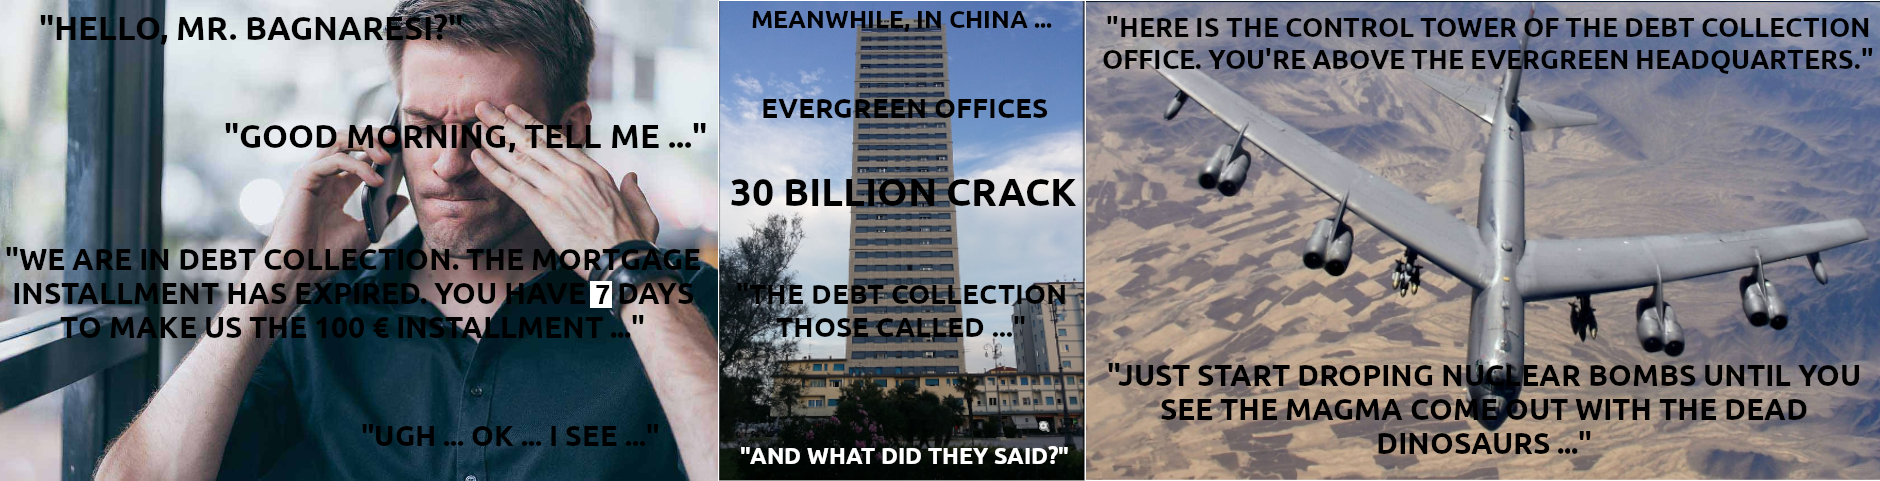 "HELLO, MR. BAGNARESI?"
"GOOD MORNING, TELL ME ..."
"WE ARE IN DEBT COLLECTION. THE MORTGAGE
INSTALLMENT HAS EXPIRED. YOU HAVE 7 DAYS
TO MAKE US THE 100 € INSTALLMENT ..."
"UGH ... OK ... I SEE ..."
MEANWHILE, IN CHINA ...
EVERGREEN OFFICES
30 BILLION CRACK
"THE DEBT COLLECTION
THOSE CALLED ..."
"AND WHAT DID THEY SAID?"
"HERE IS THE CONTROL TOWER OF THE DEBT COLLECTION
OFFICE. YOU'RE ABOVE THE EVERGREEN HEADQUARTERS."
"JUST START DROPING NUCLEAR BOMBS UNTIL YOU
SEE THE MAGMA COME OUT WITH THE DEAD
DINOSAURS ..."